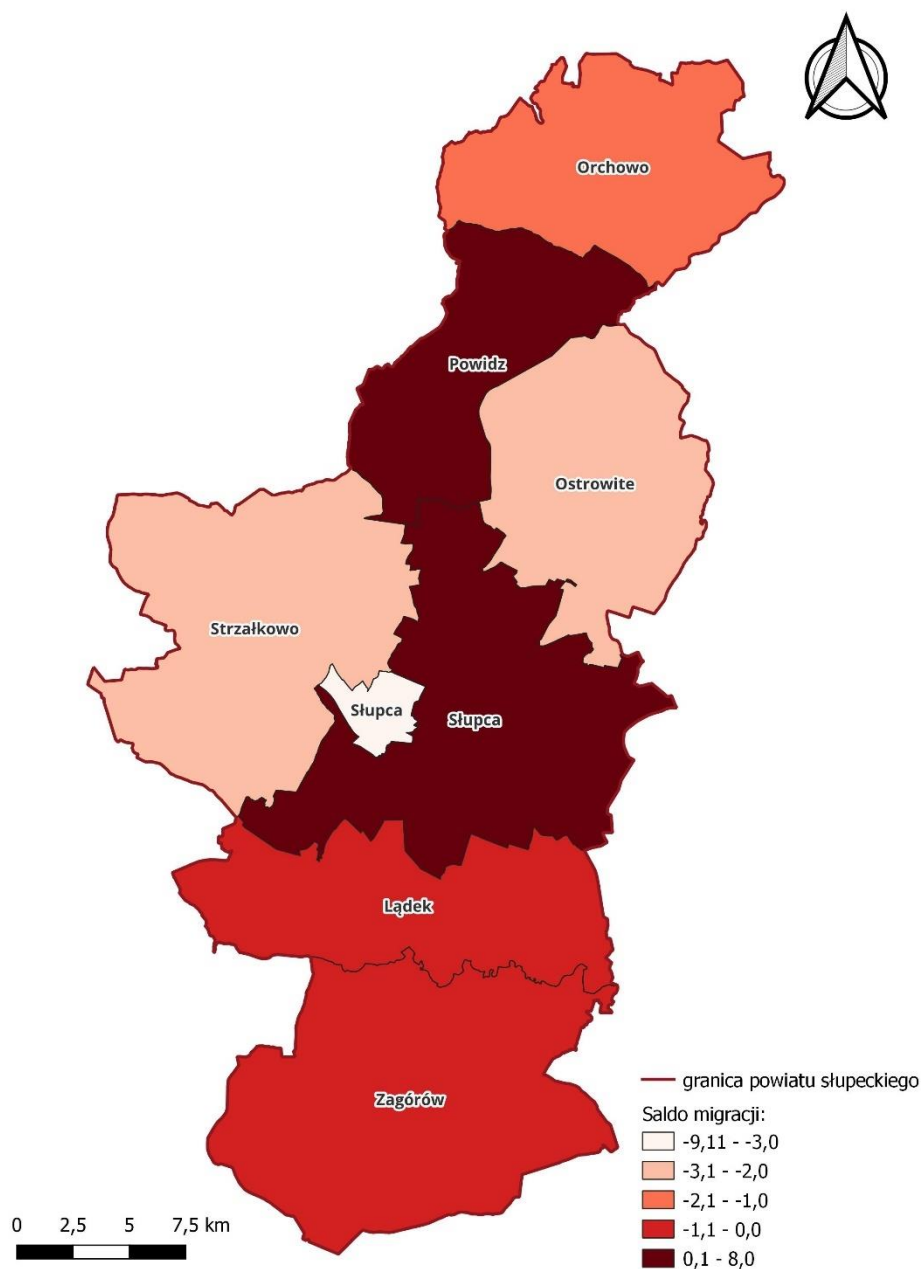 Orchowo
Powidz
Ostrowite
Strzałkowo
Słupca
Słupca
Lądek
Zagórów
granica powiatu słupeckiego
Saldo migracji:
-9,11 - -3,0
-3,1 - -2,0
-2,1 - -1,0
-1,1 - 0,0
0,1 - 8,0
0 2,5 5 7,5 km